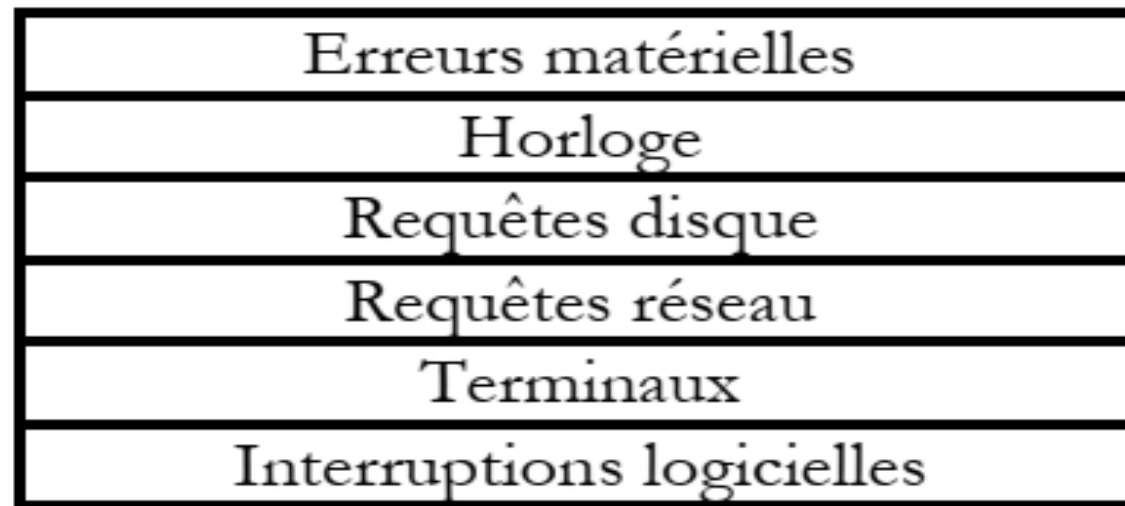 Erreurs matérielles
Horloge
Requêtes disque
Requêtes réseau
Terminaux
Interruptions logicielles